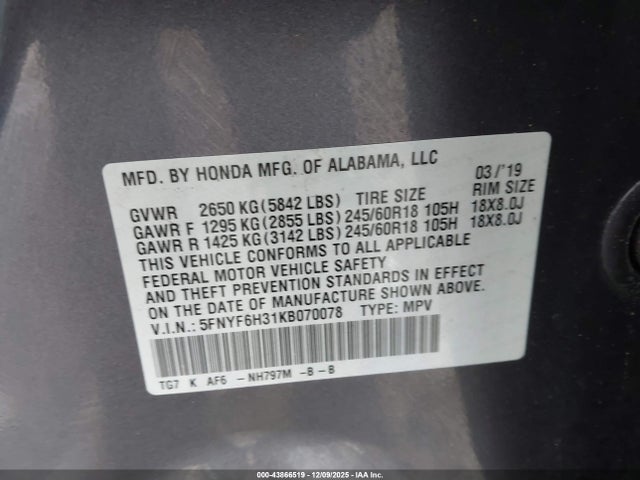 MFD. BY HONDA MFG. OF ALABAMA, LLC 03/'19
GVWR 2650 KG(5842 LBS) TIRE SIZE RIM SIZE
GAWR F 1295 KG(2855 LBS)245/60R18 105H 18X8.0J
GAWR R 1425 KG(3142 LBS)245/60R18 105H 18X8.0J
THIS VEHICLE CONFORMS TO ALL APPLICABLE
FEDERAL MOTOR VEHICLE SAFETY
AND THEFT PREVENTION STANDARDS IN EFFECT
ON THE DATE OF MANUFACTURE SHOWN ABOVE.
V.I.N.: 5FNYF6H31KB070078 TYPE: MPV
TG7 K AF6 -NH797M -B-B
000-43866519 - 12/09/2025 - IAA Inc.